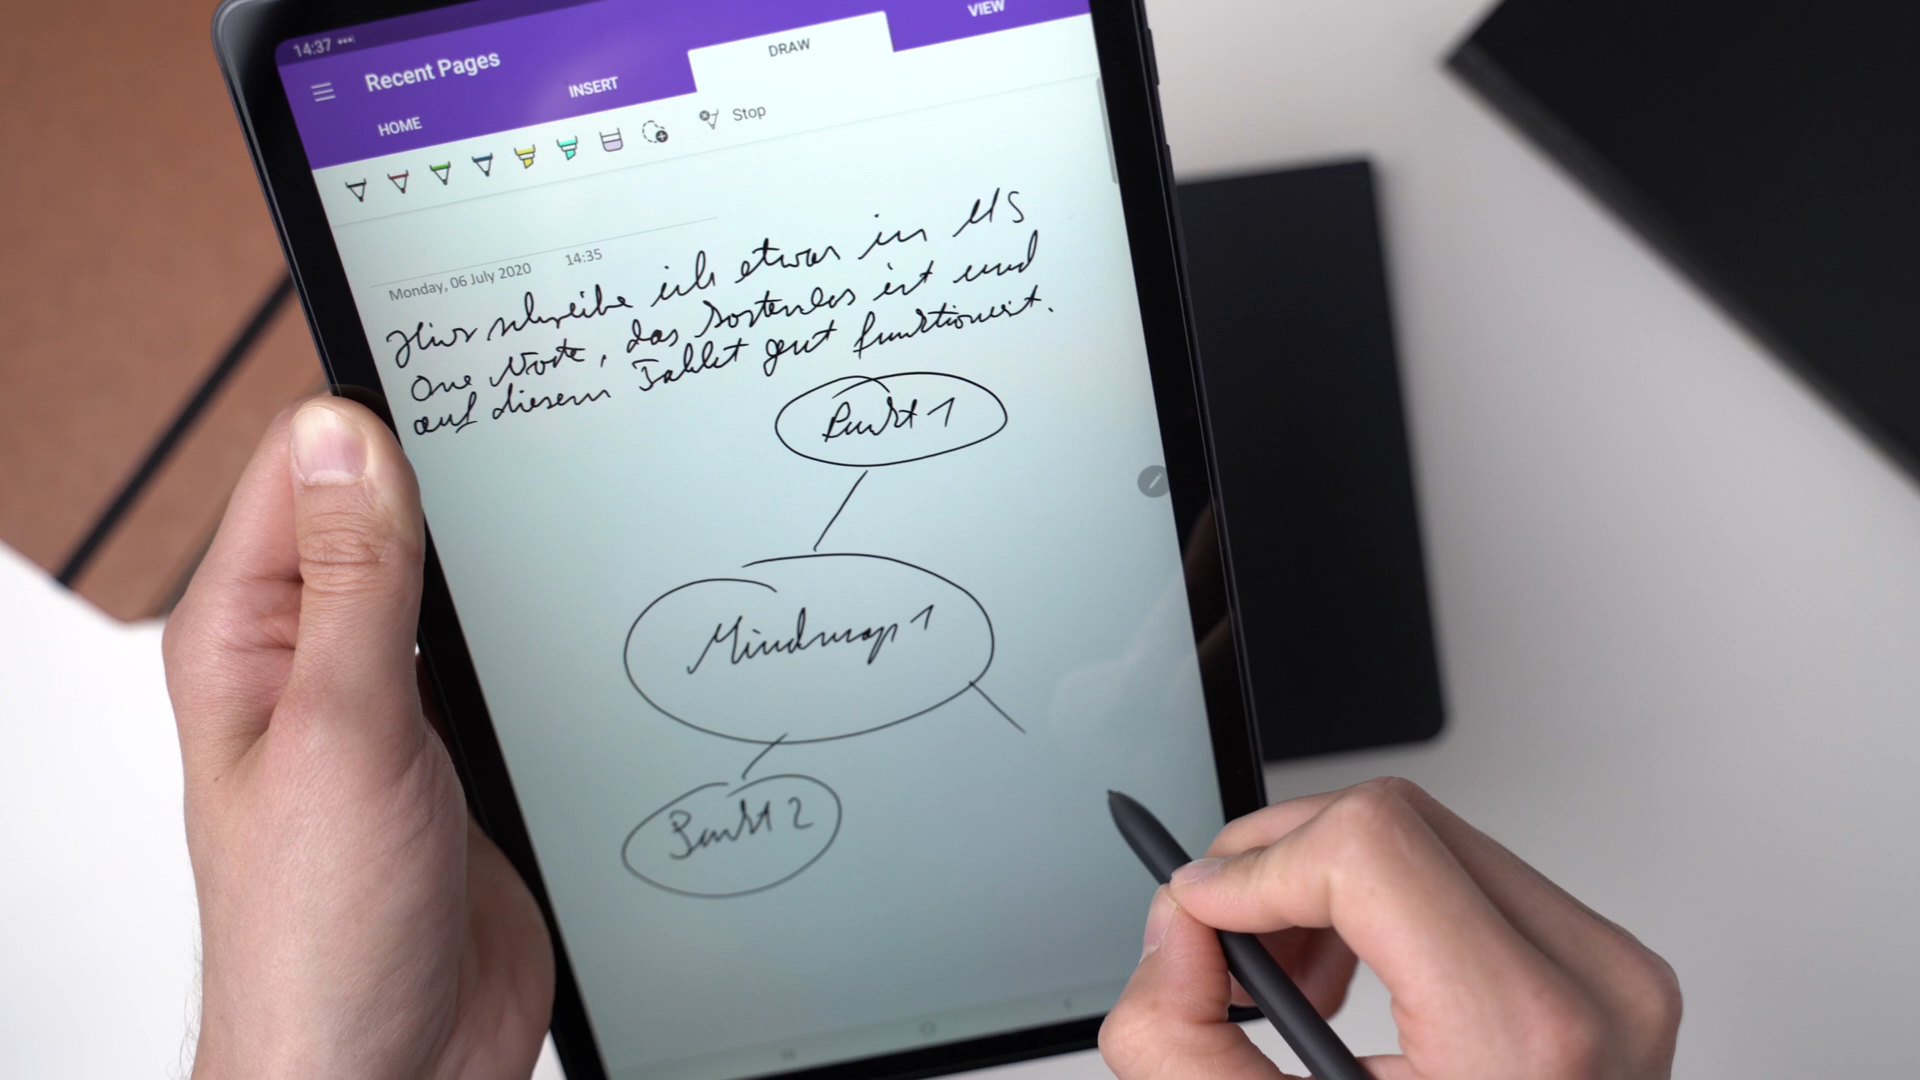 14:37
Recent Pages
HOME
INSERT
DRAW
VIEW
Stop
Monday, 06 July 2020 14:35
Hier schreibe ich etwas in MS
One Note, das kostenlos ist und
auf diesem Tablet gut funktioniert.
Punkt 1
Mindmap 1
Punkt 2